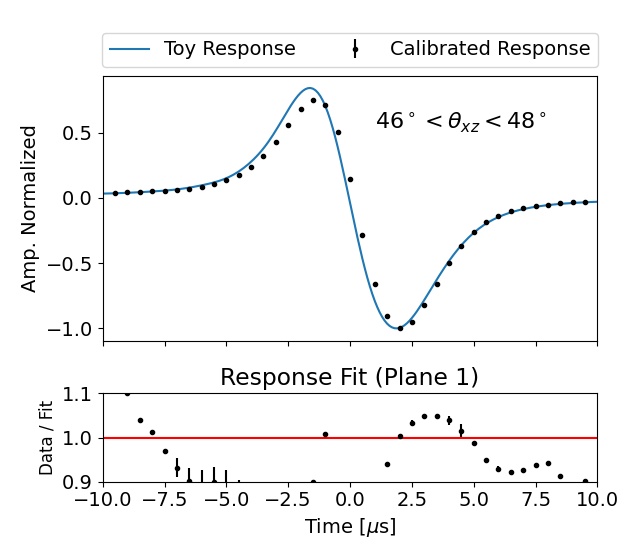 Toy Response Calibrated Response
46° < θxz < 48°
Amp. Normalized
0.5
0.0
−0.5
−1.0
Response Fit (Plane 1)
Data / Fit
1.1
1.0
0.9
−10.0 −7.5 −5.0 −2.5 0.0 2.5 5.0 7.5 10.0
Time [μs]